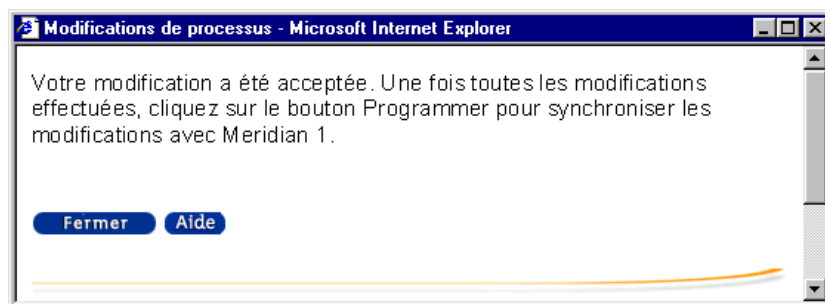 Modifications de processus - Microsoft Internet Explorer
Votre modification a été acceptée. Une fois toutes les modifications
effectuées, cliquez sur le bouton Programmer pour synchroniser les
modifications avec Meridian 1.
Fermer Aide